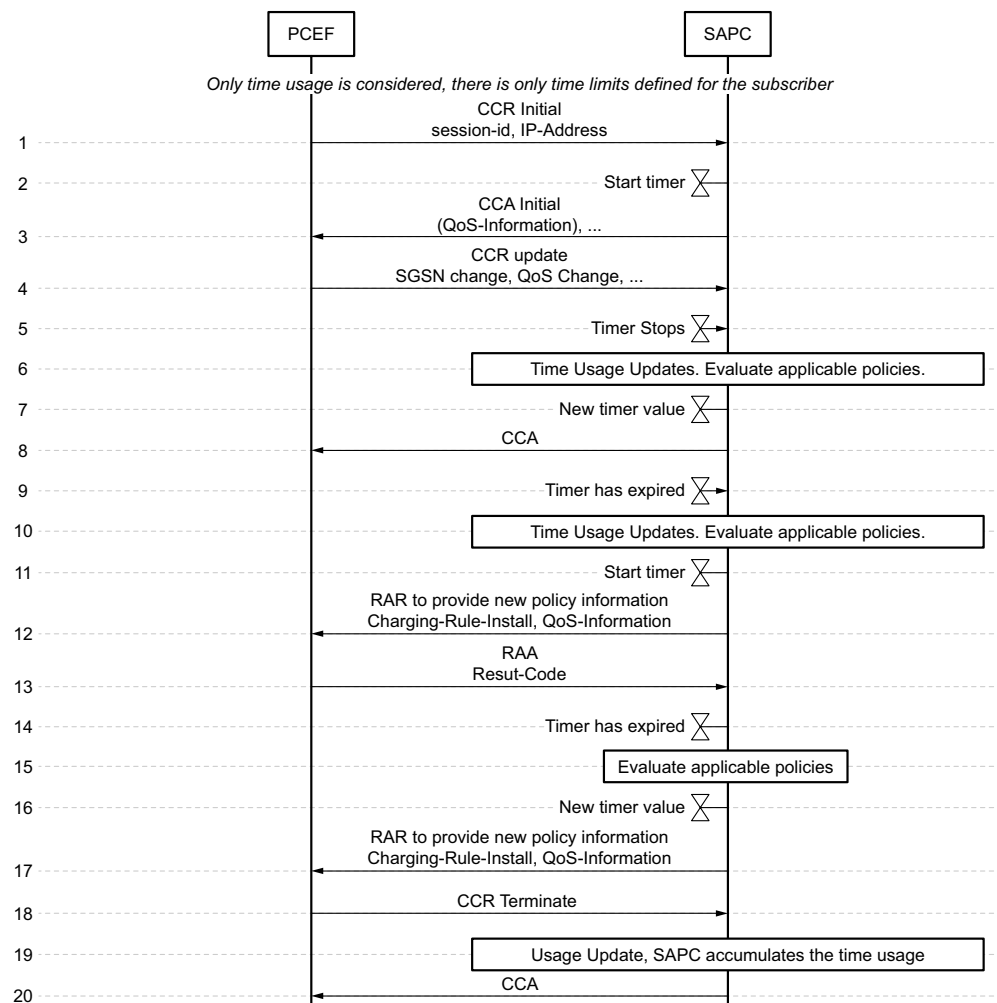 PCEF
SAPC
Only time usage is considered, there is only time limits defined for the subscriber
CCR Initial
session-id, IP-Address
1
2
Start timer
CCA Initial
(QoS-Information), ...
3
CCR update
SGSN change, QoS Change, ...
4
5
Timer Stops
6
Time Usage Updates. Evaluate applicable policies.
7
New timer value
CCA
8
9
Timer has expired
10
Time Usage Updates. Evaluate applicable policies.
11
Start timer
RAR to provide new policy information
Charging-Rule-Install, QoS-Information
12
RAA
Resut-Code
13
14
Timer has expired
15
Evaluate applicable policies
16
New timer value
RAR to provide new policy information
Charging-Rule-Install, QoS-Information
17
CCR Terminate
18
19
Usage Update, SAPC accumulates the time usage
CCA
20